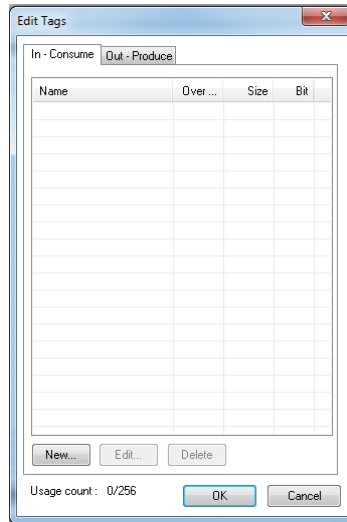 Edit Tags
In - Consume Out - Produce
Name Over ... Size Bit
New... Edit... Delete
Usage count : 0/256 OK Cancel